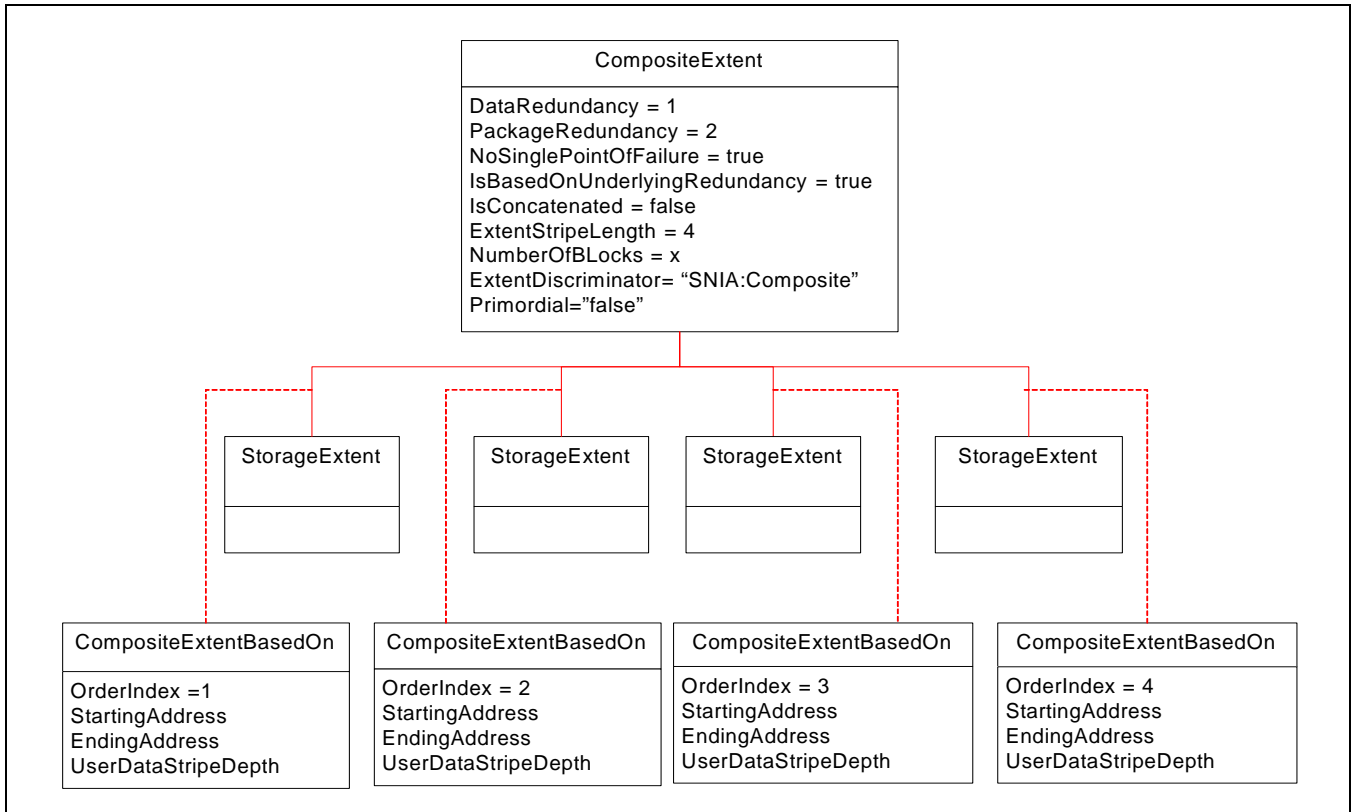 CompositeExtent
DataRedundancy = 1
PackageRedundancy = 2
NoSinglePointOfFailure = true
IsBasedOnUnderlyingRedundancy = true
IsConcatenated = false
ExtentStripeLength = 4
NumberOfBLocks = x
ExtentDiscriminator= “SNIA:Composite”
Primordial=”false”
StorageExtent
StorageExtent
StorageExtent
StorageExtent
CompositeExtentBasedOn
OrderIndex =1
StartingAddress
EndingAddress
UserDataStripeDepth
CompositeExtentBasedOn
OrderIndex = 2
StartingAddress
EndingAddress
UserDataStripeDepth
CompositeExtentBasedOn
OrderIndex = 3
StartingAddress
EndingAddress
UserDataStripeDepth
CompositeExtentBasedOn
OrderIndex = 4
StartingAddress
EndingAddress
UserDataStripeDepth